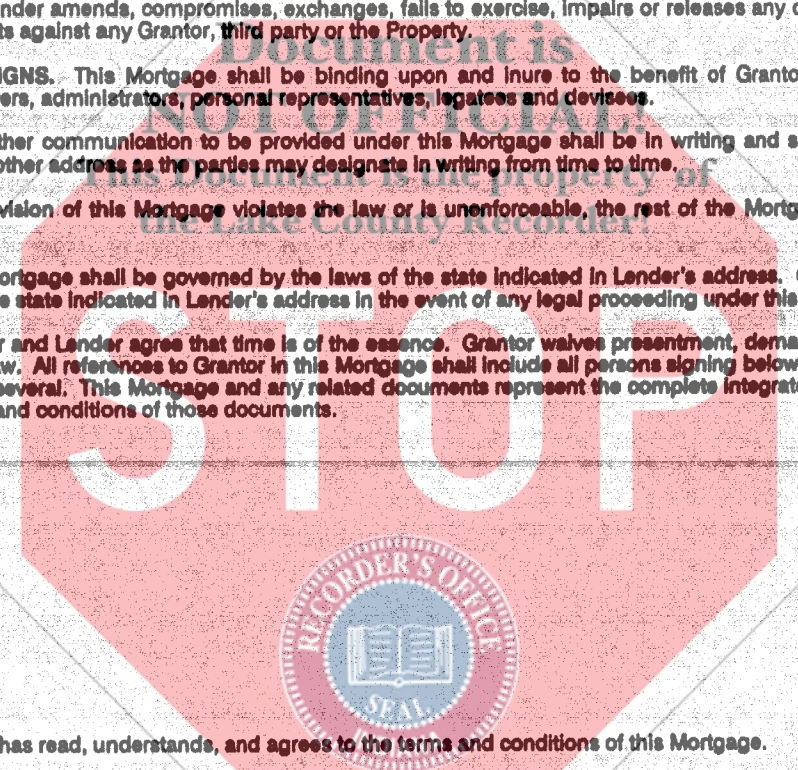 nder amends, compromises, exchanges, fails to exercise, impairs or releases any
ts against any Grantor, third party or the Property.
Document is
IGNS. This Mortgage shall be binding upon and inure to the benefit of Granto
ers, administrators, personal representatives, legatees and devisees.
NOT OFFICIAL!
ther communication to be provided under this Mortgage shall be in writing and s
other address as the parties may designate in writing from time to time.
This Document is the property of
vision of this Mortgage violates the law or is unenforceable, the rest of the Mortg
the Lake County Recorder!
ortgage shall be governed by the laws of the state indicated in Lender's address.
e state indicated in Lender's address in the event of any legal proceeding under this
r and Lender agree that time is of the essence. Grantor waives presentment, dema
aw. All references to Grantor in this Mortgage shall include all persons signing below
several. This Mortgage and any related documents represent the complete integrat
and conditions of those documents.
STOP
RECORDER'S OFFICE
SEAL
has read, understands, and agrees to the terms and conditions of this Mortgage.